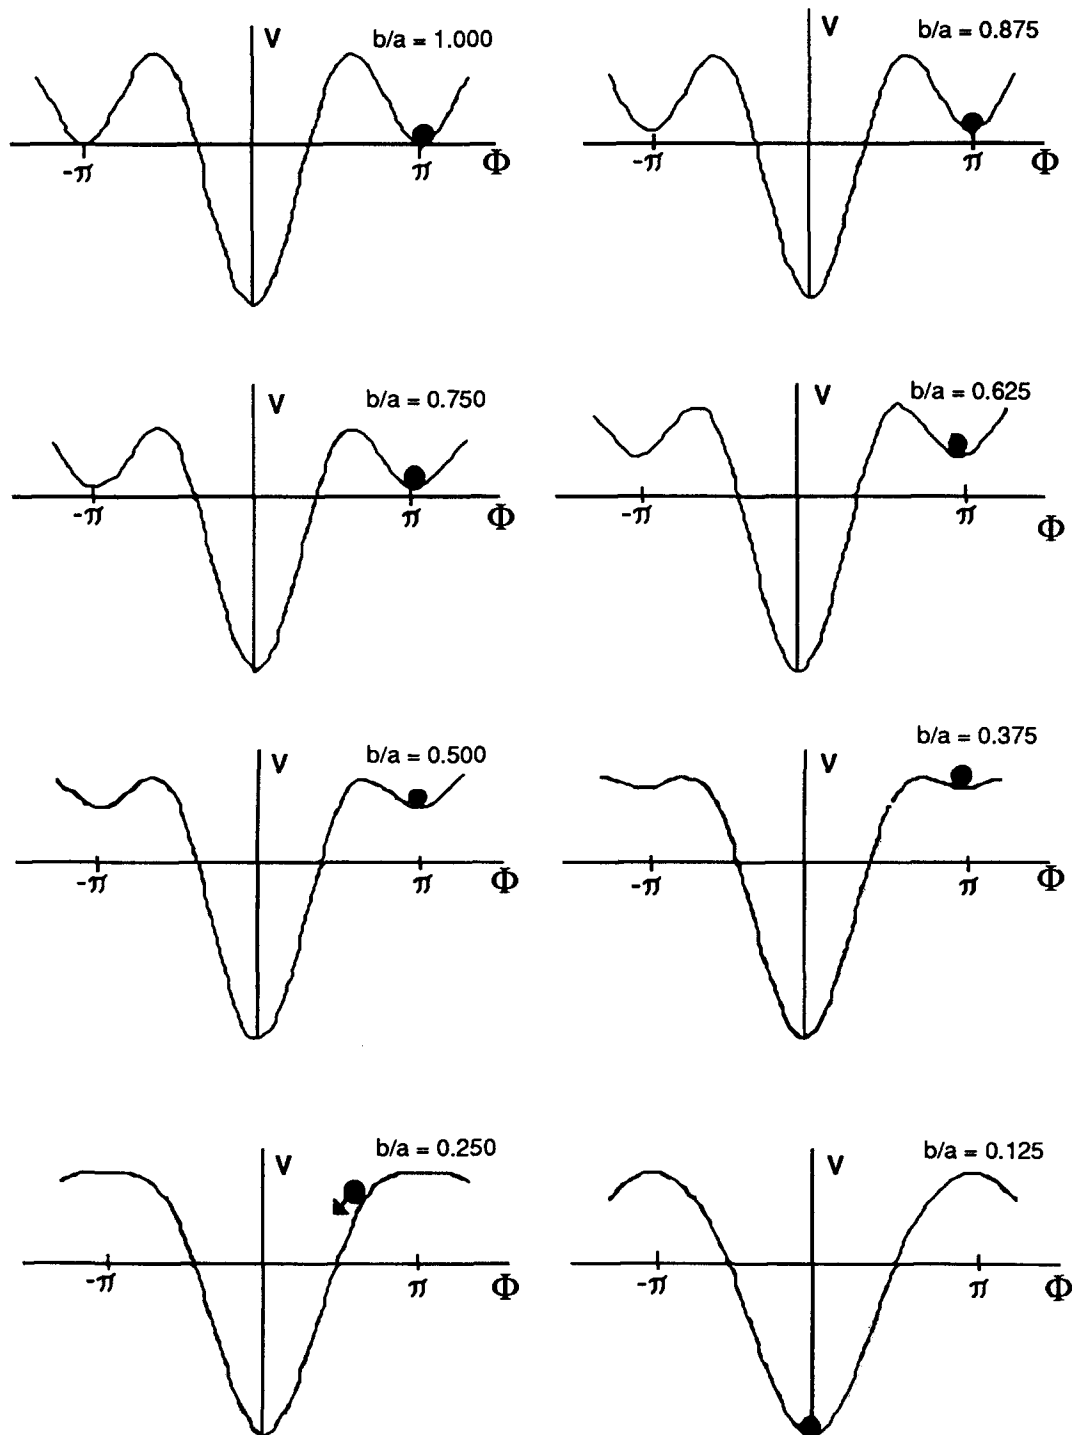 V b/a = 1.000
-π π Φ
V b/a = 0.875
-π π Φ
V b/a = 0.750
-π π Φ
V b/a = 0.625
-π π Φ
V b/a = 0.500
-π π Φ
V b/a = 0.375
-π π Φ
V b/a = 0.250
-π π Φ
V b/a = 0.125
-π π Φ